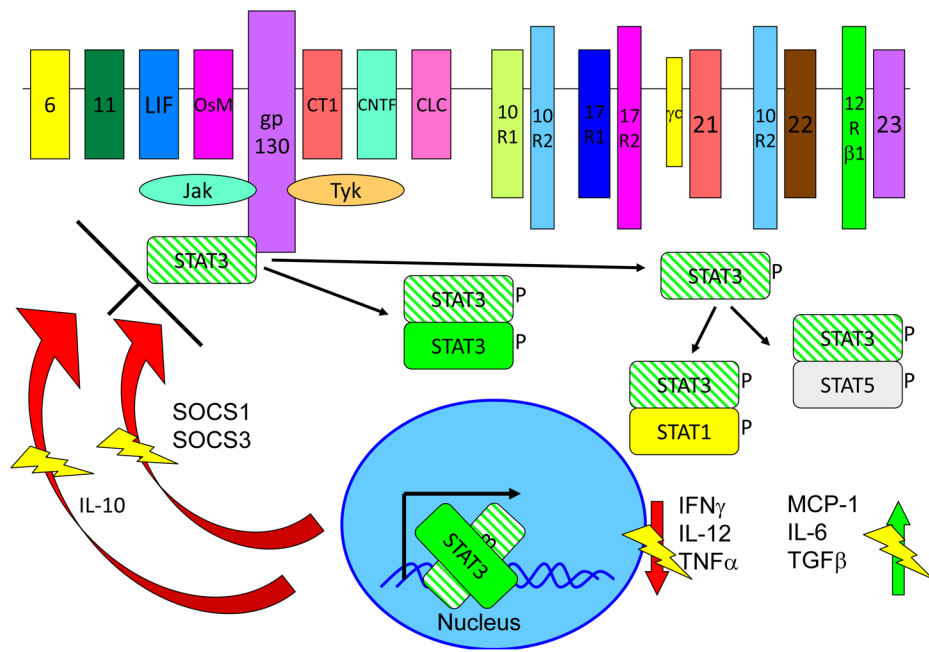 6
11
LIF
OsM
gp
130
CT1
CNTF
CLC
10
R1
10
R2
17
R1
17
R2
γc
21
10
R2
22
12
R
β1
23
Jak
Tyk
STAT3
STAT3 P
STAT3 P
STAT3 P
STAT3 P
STAT5 P
STAT3 P
STAT1 P
SOCS1
SOCS3
IL-10
STAT3
Nucleus
IFNγ
IL-12
TNFα
MCP-1
IL-6
TGFβ